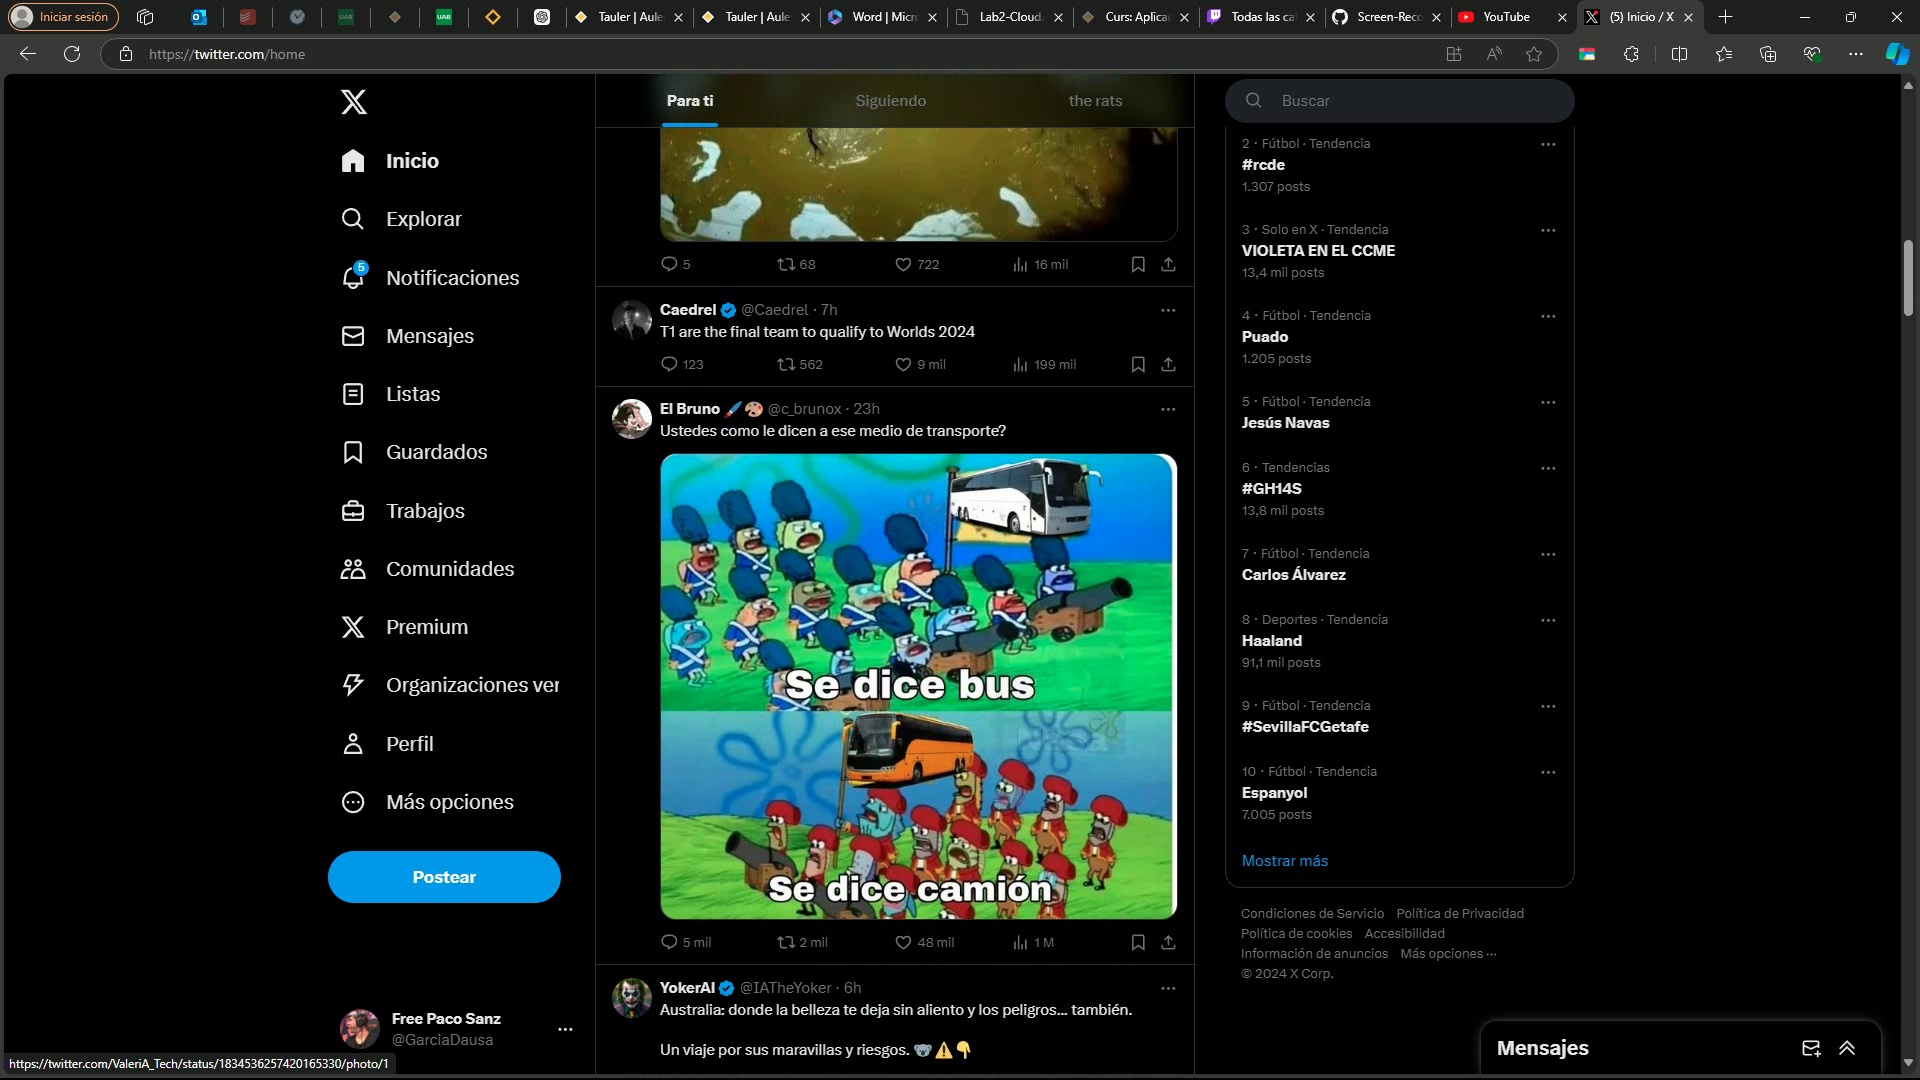 Iniciar sesión
UAB
UAB
Tauler | Aule
Tauler | Aule
Word | Micr
Lab2-Cloud.
Curs: Aplica
Todas las ca
Screen-Reco
YouTube
(5) Inicio / X
https://twitter.com/home
Para ti
Siguiendo
the rats
Buscar
Inicio
Explorar
5
Notificaciones
Mensajes
Listas
Guardados
Trabajos
Comunidades
Premium
Organizaciones ver
Perfil
Más opciones
Postear
Free Paco Sanz
@GarciaDausa
https://twitter.com/ValeriA_Tech/status/1834536257420165330/photo/1
5 68 722 16 mil
Caedrel @Caedrel · 7h
T1 are the final team to qualify to Worlds 2024
123 562 9 mil 199 mil
El Bruno 🖌️🎨 @c_brunox · 23h
Ustedes como le dicen a ese medio de transporte?
Se dice bus
Se dice camión
5 mil 2 mil 48 mil 1 M
YokerAI @IATheYoker · 6h
Australia: donde la belleza te deja sin aliento y los peligros... también.
Un viaje por sus maravillas y riesgos. 🐨⚠️👇
2 · Fútbol · Tendencia
#rcde
1.307 posts
3 · Solo en X · Tendencia
VIOLETA EN EL CCME
13,4 mil posts
4 · Fútbol · Tendencia
Puado
1.205 posts
5 · Fútbol · Tendencia
Jesús Navas
6 · Tendencias
#GH14S
13,8 mil posts
7 · Fútbol · Tendencia
Carlos Álvarez
8 · Deportes · Tendencia
Haaland
91,1 mil posts
9 · Fútbol · Tendencia
#SevillaFCGetafe
10 · Fútbol · Tendencia
Espanyol
7.005 posts
Mostrar más
Condiciones de Servicio Política de Privacidad
Política de cookies Accesibilidad
Información de anuncios Más opciones ···
© 2024 X Corp.
Mensajes